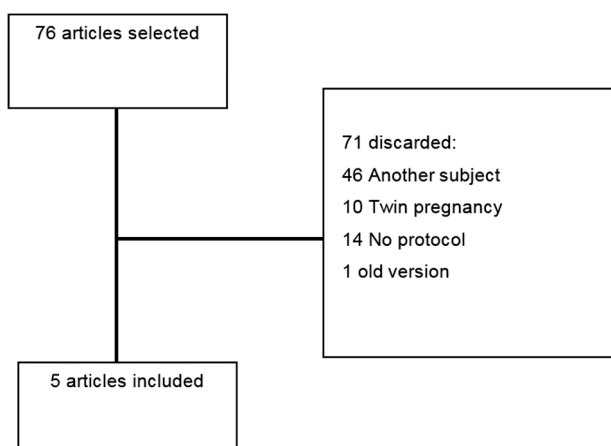 76 articles selected
71 discarded:
46 Another subject
10 Twin pregnancy
14 No protocol
1 old version
5 articles included